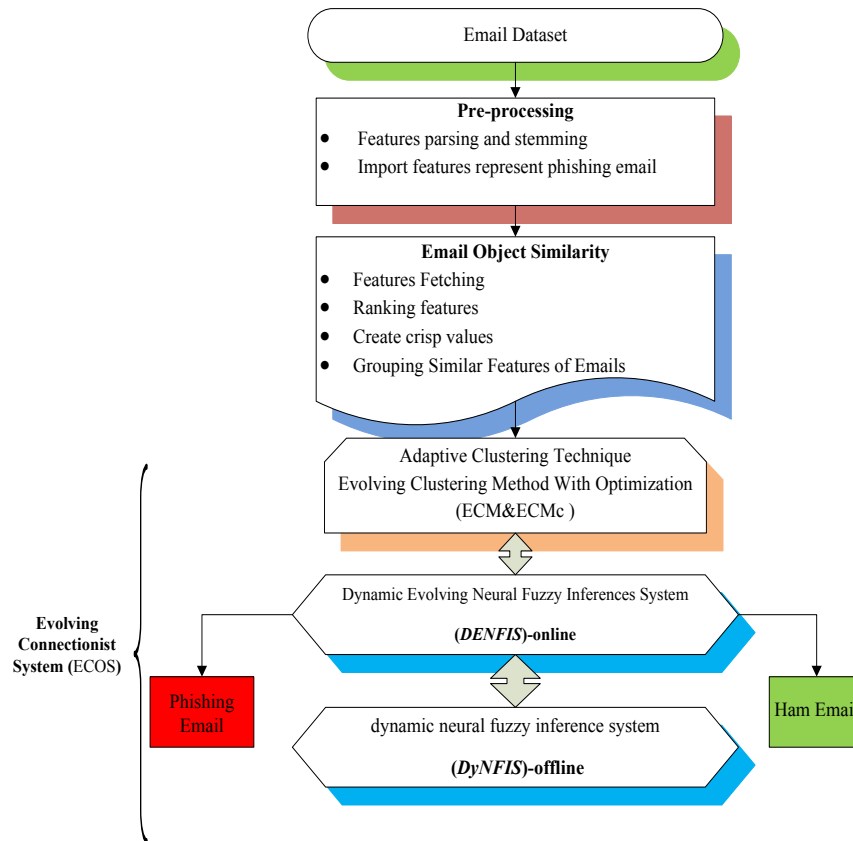 Email Dataset
Pre-processing
● Features parsing and stemming
● Import features represent phishing email
Email Object Similarity
● Features Fetching
● Ranking features
● Create crisp values
● Grouping Similar Features of Emails
Adaptive Clustering Technique
Evolving Clustering Method With Optimization
(ECM&ECMc )
Dynamic Evolving Neural Fuzzy Inferences System
(DENFIS)-online
Evolving
Connectionist
System (ECOS)
Phishing
Email
Ham Email
dynamic neural fuzzy inference system
(DyNFIS)-offline